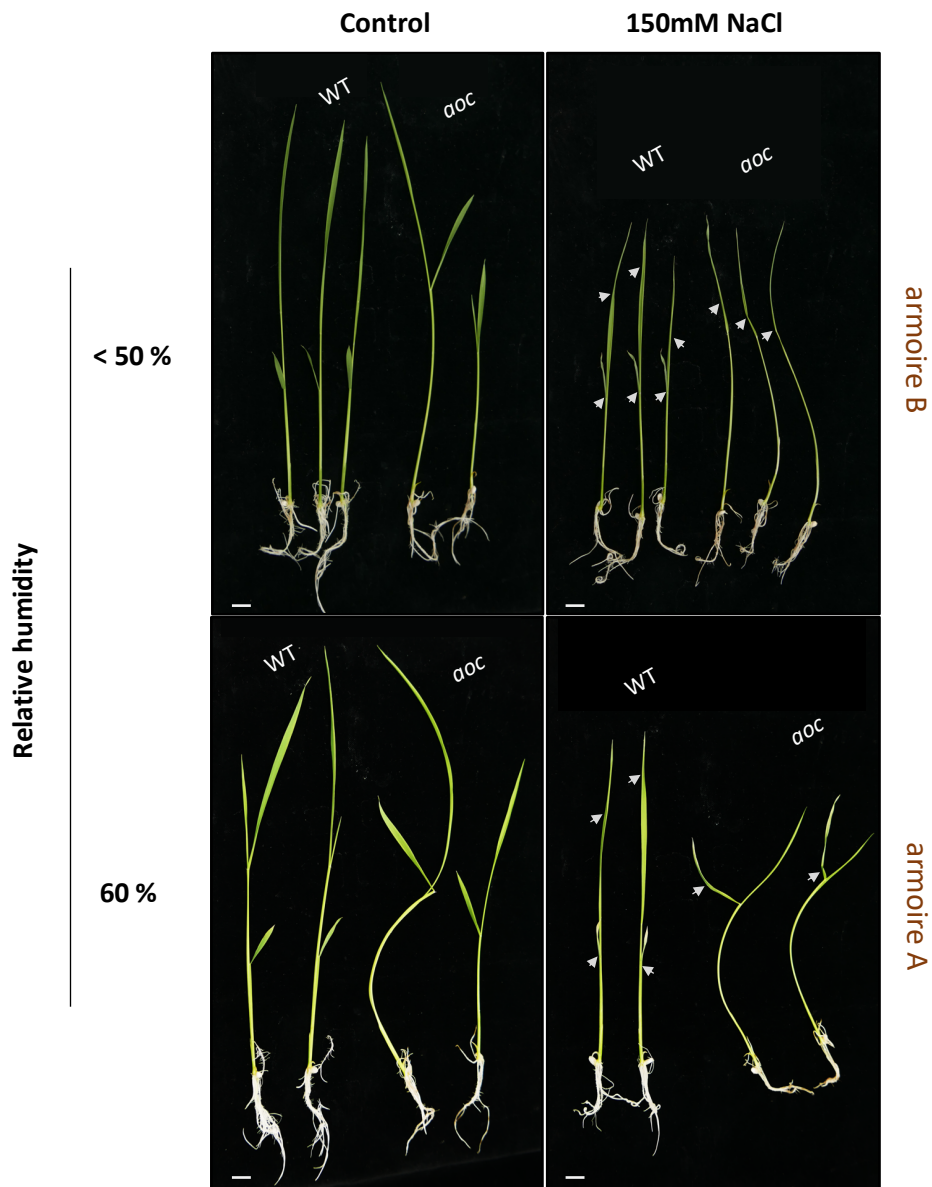 Control
150mM NaCl
WT
aoc
WT
aoc
< 50 %
armoire B
Relative humidity
WT
aoc
WT
aoc
60 %
armoire A